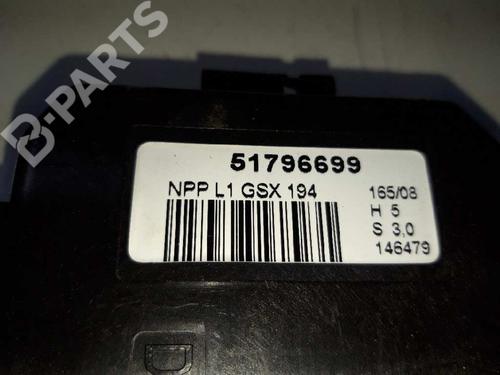 B-PARTS
51796699
NPP L1 GSX 194
165/08
H 5
S 3,0
146479